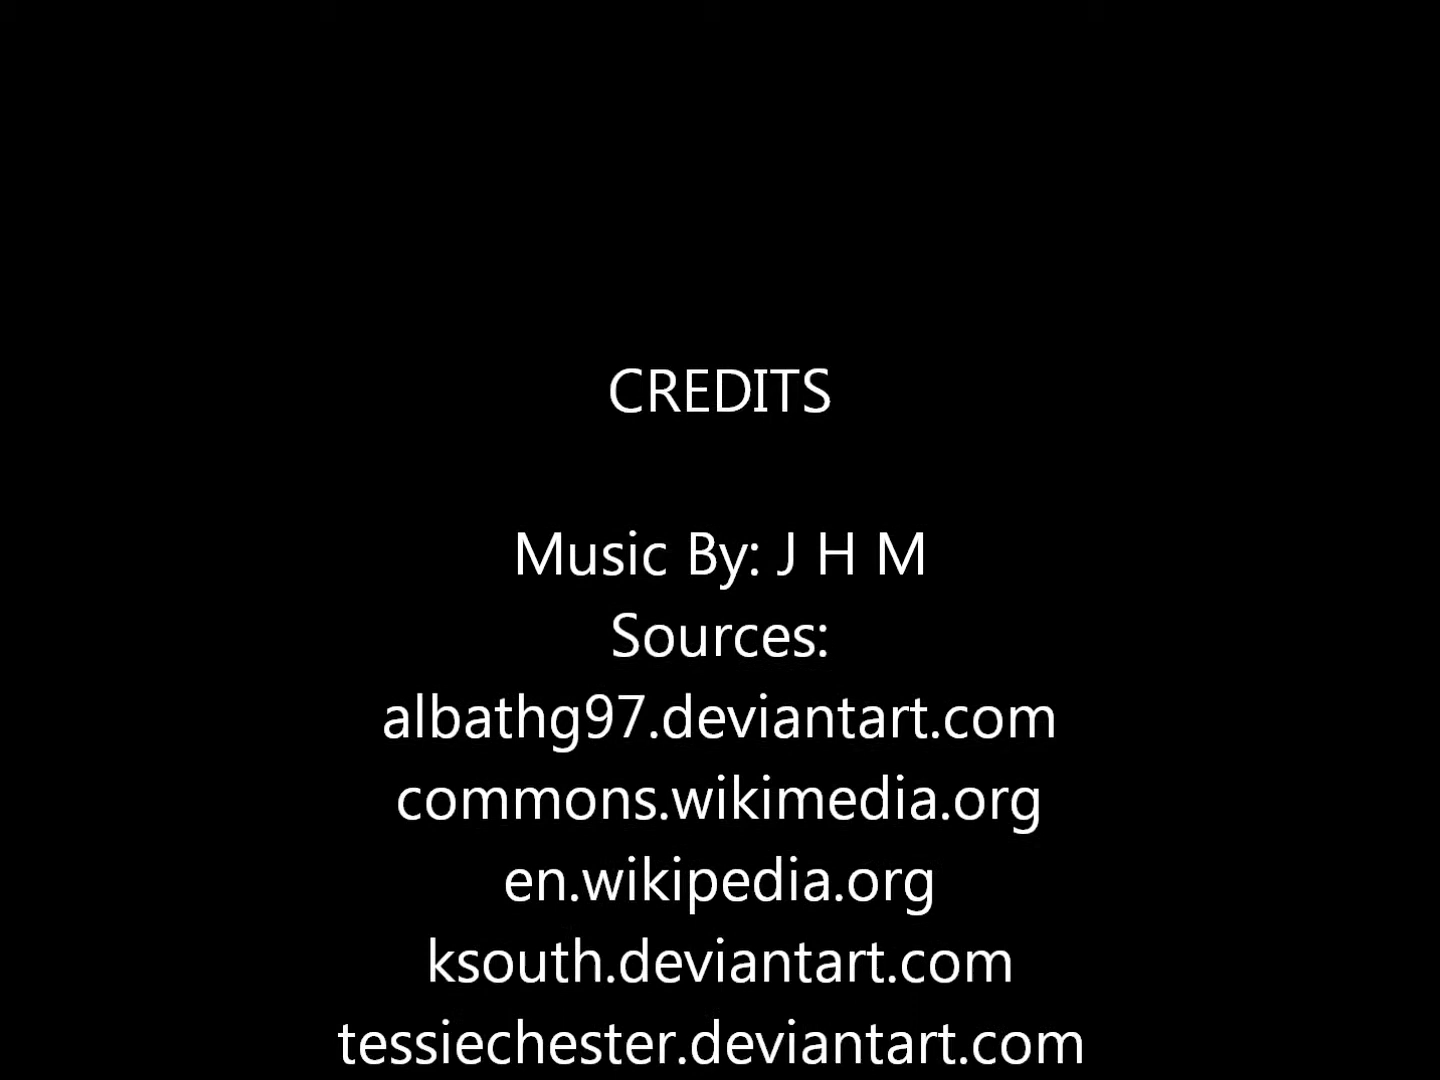 CREDITS
Music By: J H M
Sources:
albathg97.deviantart.com
commons.wikimedia.org
en.wikipedia.org
ksouth.deviantart.com
tessiechester.deviantart.com